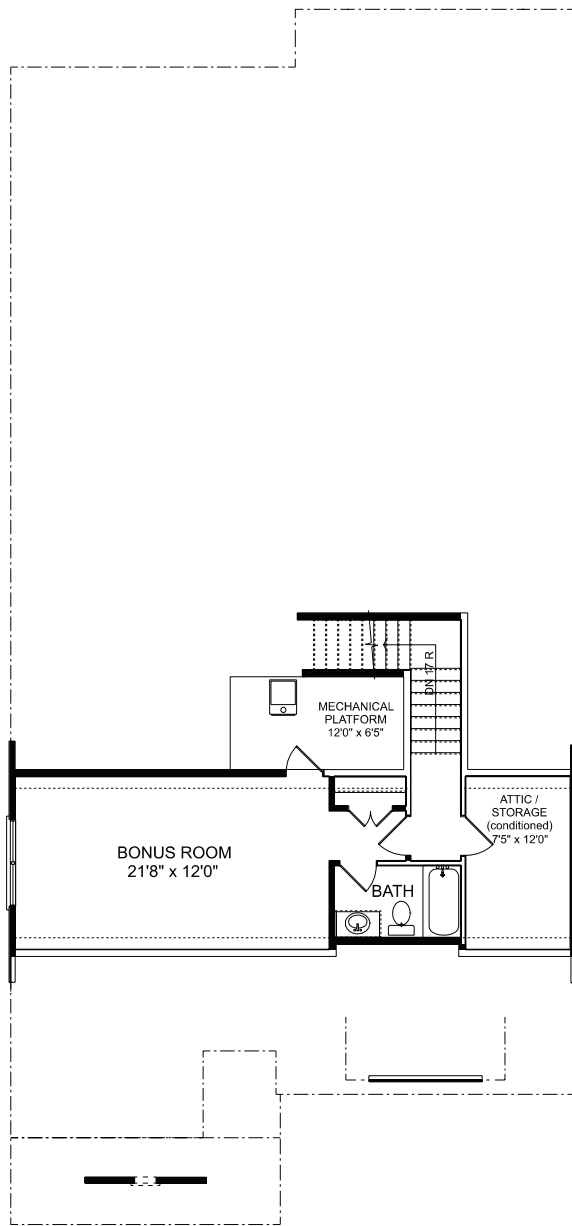 DN 17 R
MECHANICAL
PLATFORM
12'0" x 6'5"
ATTIC /
STORAGE
(conditioned)
7'5" x 12'0"
BONUS ROOM
21'8" x 12'0"
BATH